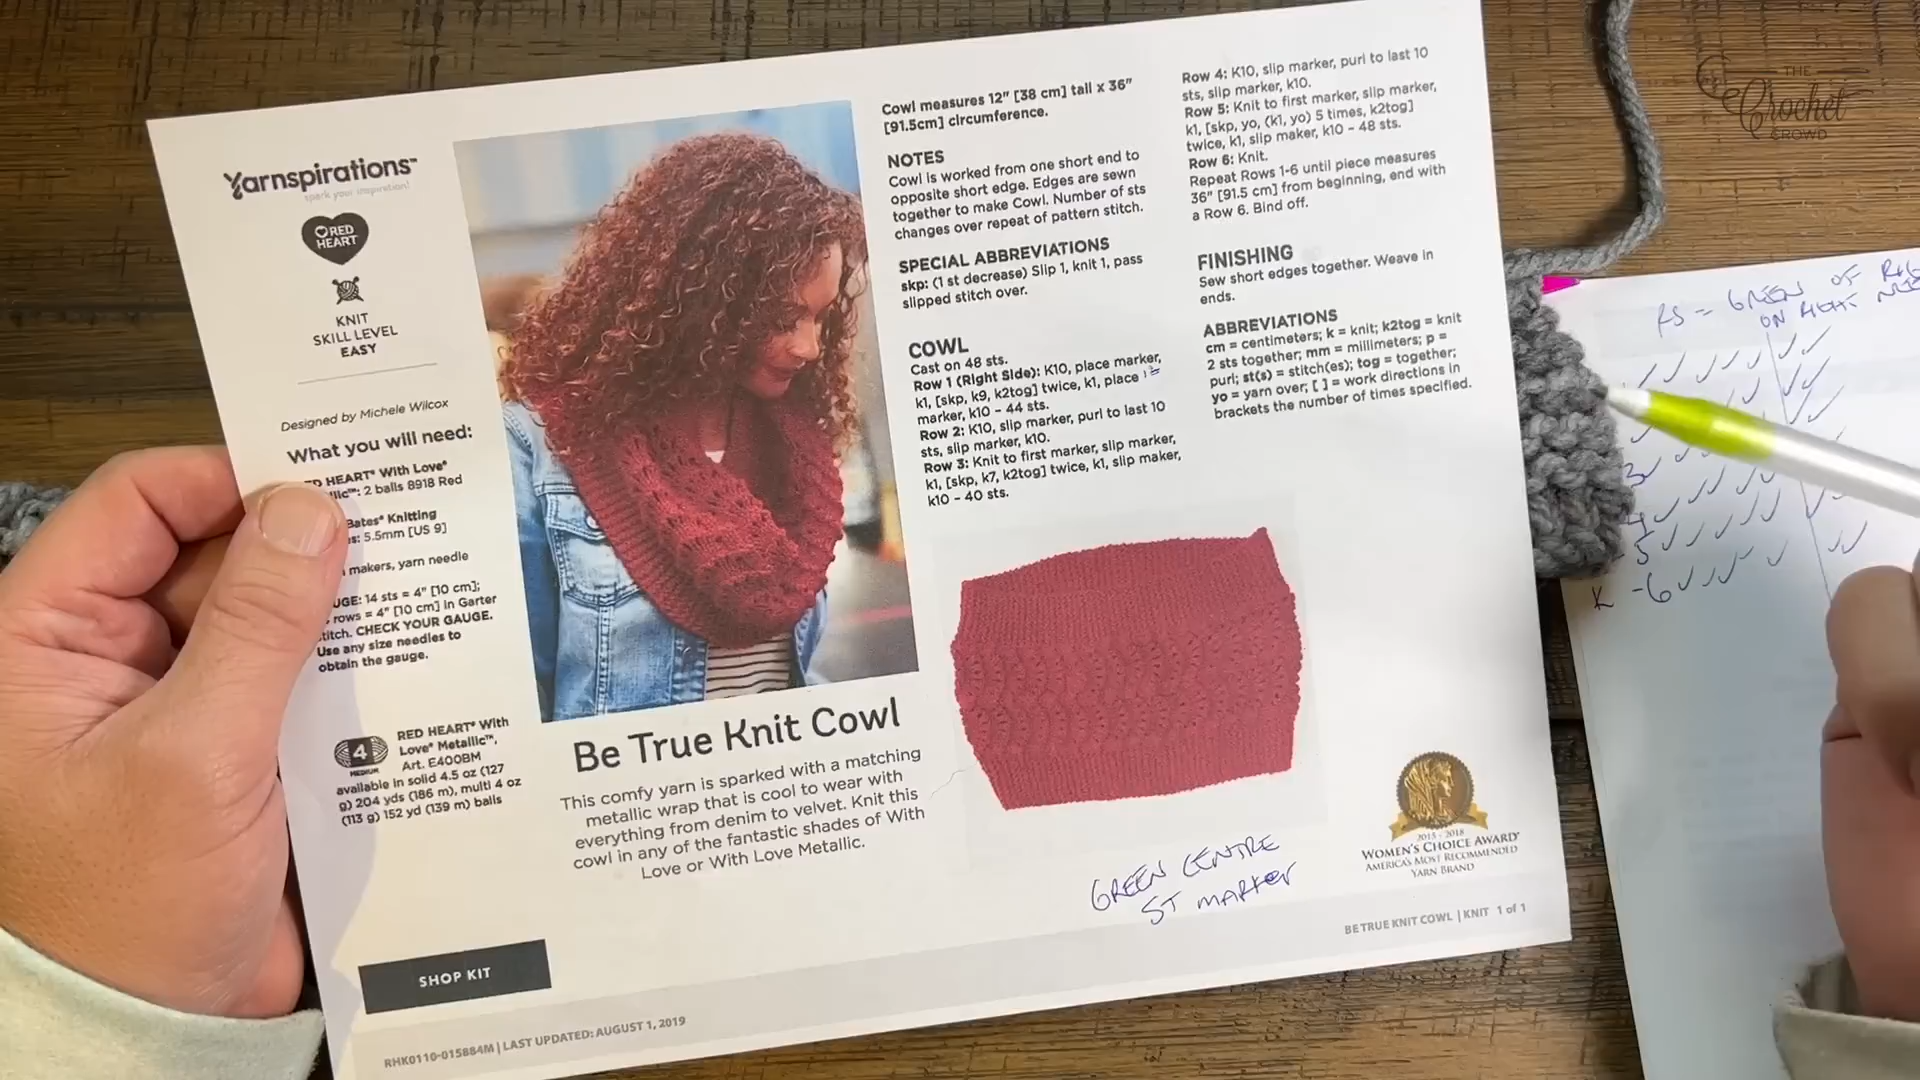 Yarnspirations™
spark your inspiration!
RED
HEART
KNIT
SKILL LEVEL
EASY
Designed by Michele Wilcox
What you will need:
HEART® With Love®
2 balls 8918 Red
Bates® Knitting
5.5mm [US 9]
makers, yarn needle
14 sts = 4" [10 cm];
rows = 4" [10 cm] in Garter
CHECK YOUR GAUGE.
Use any size needles to
obtain the gauge.
4
MEDIUM
RED HEART® With
Love® Metallic™,
Art. E400BM
available in solid 4.5 oz (127
g) 204 yds (186 m), multi 4 oz
(113 g) 152 yd (139 m) balls
SHOP KIT
RHK0110-015884M | LAST UPDATED: AUGUST 1, 2019
Be True Knit Cowl
This comfy yarn is sparked with a matching
metallic wrap that is cool to wear with
everything from denim to velvet. Knit this
cowl in any of the fantastic shades of With
Love or With Love Metallic.
Cowl measures 12" [38 cm] tall x 36"
[91.5cm] circumference.
NOTES
Cowl is worked from one short end to
opposite short edge. Edges are sewn
together to make Cowl. Number of sts
changes over repeat of pattern stitch.
SPECIAL ABBREVIATIONS
skp: (1 st decrease) Slip 1, knit 1, pass
slipped stitch over.
COWL
Cast on 48 sts.
Row 1 (Right Side): K10, place marker,
k1, [skp, k9, k2tog] twice, k1, place
marker, k10 – 44 sts.
Row 2: K10, slip marker, purl to last 10
sts, slip marker, k10.
Row 3: Knit to first marker, slip marker,
k1, [skp, k7, k2tog] twice, k1, slip maker,
k10 – 40 sts.
Row 4: K10, slip marker, purl to last 10
sts, slip marker, k10.
Row 5: Knit to first marker, slip marker,
k1, [skp, yo, (k1, yo) 5 times, k2tog]
twice, k1, slip maker, k10 – 48 sts.
Row 6: Knit.
Repeat Rows 1-6 until piece measures
36" [91.5 cm] from beginning, end with
a Row 6. Bind off.
FINISHING
Sew short edges together. Weave in
ends.
ABBREVIATIONS
cm = centimeters; k = knit; k2tog = knit
2 sts together; mm = millimeters; p =
purl; st(s) = stitch(es); tog = together;
yo = yarn over; [ ] = work directions in
brackets the number of times specified.
GREEN CENTRE
ST MARKER
2015 - 2018
WOMEN'S CHOICE AWARD®
AMERICA'S MOST RECOMMENDED
YARN BRAND
BE TRUE KNIT COWL | KNIT 1 of 1
THE
Crochet
CROWD
RS = GREEN OF
ON RIGHT
3
5
K - 6